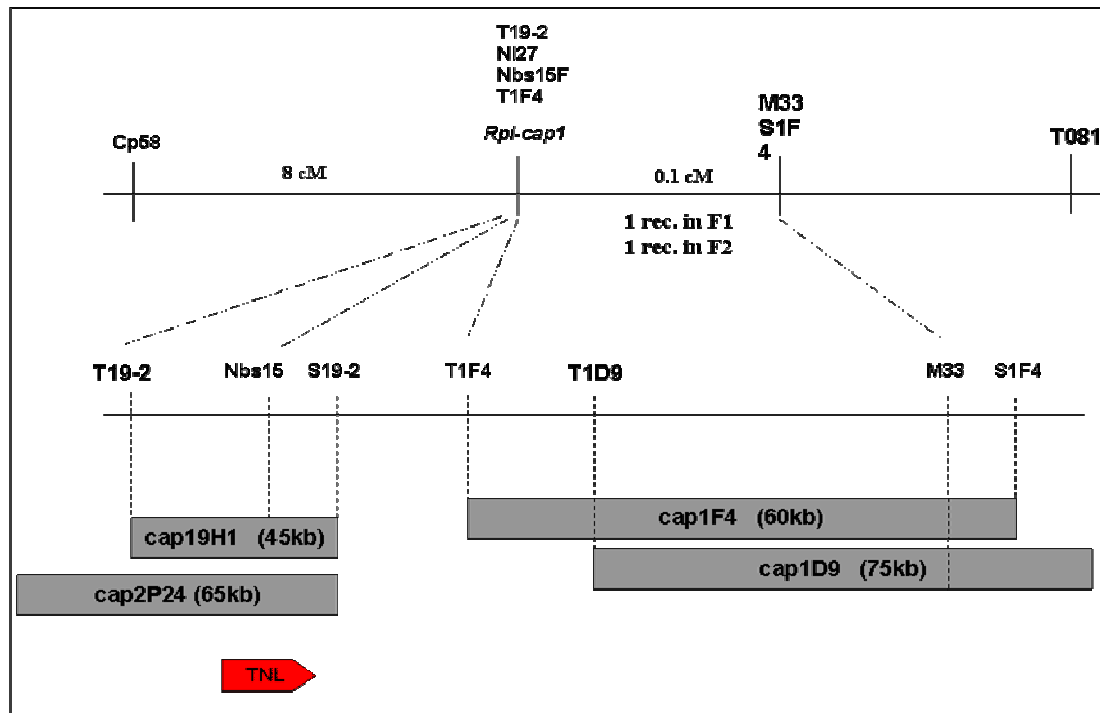 T19-2
NI27
Nbs15F
T1F4
Rpi-cap1
M33
S1F
4
Cp58
T081
8 cM
0.1 cM
1 rec. in F1
1 rec. in F2
T19-2 Nbs15 S19-2 T1F4 T1D9 M33 S1F4
cap1F4 (60kb)
cap19H1 (45kb)
cap1D9 (75kb)
cap2P24 (65kb)
TNL